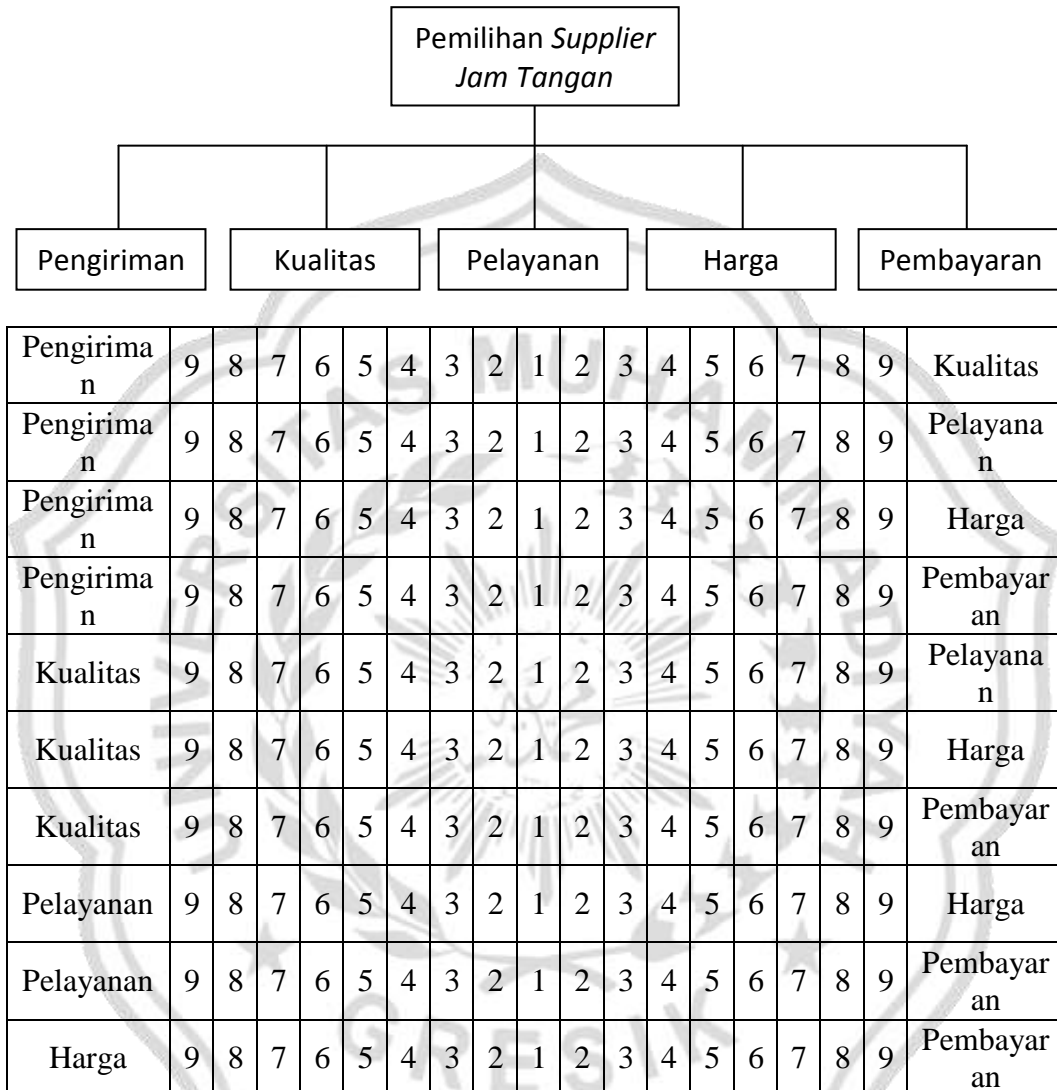 Pemilihan Supplier
Jam Tangan
Pengiriman Kualitas Pelayanan Harga Pembayaran
Pengirima
n 9 8 7 6 5 4 3 2 1 2 3 4 5 6 7 8 9 Kualitas
Pengirima
n 9 8 7 6 5 4 3 2 1 2 3 4 5 6 7 8 9 Pelayana
n
Pengirima
n 9 8 7 6 5 4 3 2 1 2 3 4 5 6 7 8 9 Harga
Pengirima
n 9 8 7 6 5 4 3 2 1 2 3 4 5 6 7 8 9 Pembayar
an
Kualitas 9 8 7 6 5 4 3 2 1 2 3 4 5 6 7 8 9 Pelayana
n
Kualitas 9 8 7 6 5 4 3 2 1 2 3 4 5 6 7 8 9 Harga
Kualitas 9 8 7 6 5 4 3 2 1 2 3 4 5 6 7 8 9 Pembayar
an
Pelayanan 9 8 7 6 5 4 3 2 1 2 3 4 5 6 7 8 9 Harga
Pelayanan 9 8 7 6 5 4 3 2 1 2 3 4 5 6 7 8 9 Pembayar
an
Harga 9 8 7 6 5 4 3 2 1 2 3 4 5 6 7 8 9 Pembayar
an
UNIVERSITAS MUHAMMADIYAH
GRESIK